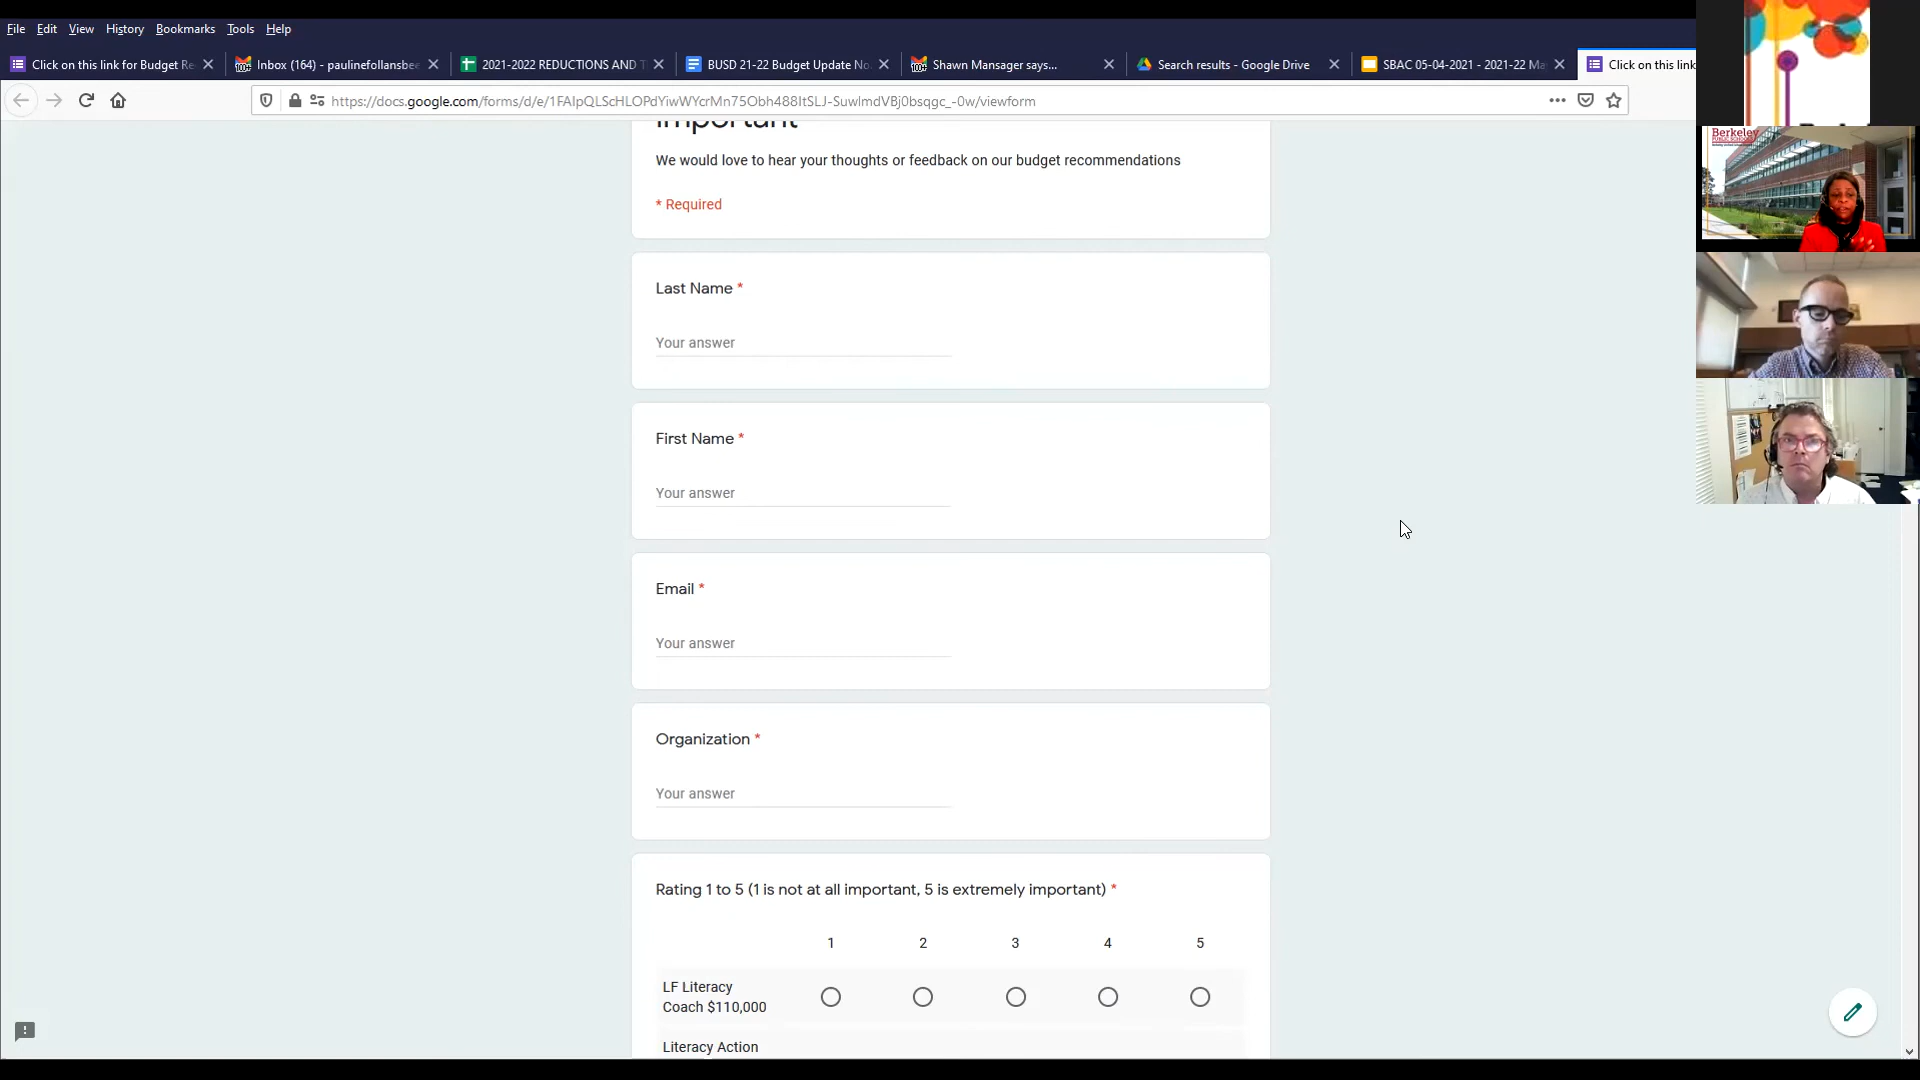 File Edit View History Bookmarks Tools Help
Click on this link for Budget Re
Inbox (164) - paulinefollansbee
2021-2022 REDUCTIONS AND T
BUSD 21-22 Budget Update No
Shawn Mansager says...
Search results - Google Drive
SBAC 05-04-2021 - 2021-22 Ma
Click on this link
https://docs.google.com/forms/d/e/1FAIpQLScHLOPdYiwWYcrMn75Obh488ItSLJ-SuwlmdVBj0bsqgc_-0w/viewform
Important
We would love to hear your thoughts or feedback on our budget recommendations
* Required
Last Name *
Your answer
First Name *
Your answer
Email *
Your answer
Organization *
Your answer
Rating 1 to 5 (1 is not at all important, 5 is extremely important) *
1 2 3 4 5
LF Literacy
Coach $110,000
Literacy Action
Berkeley